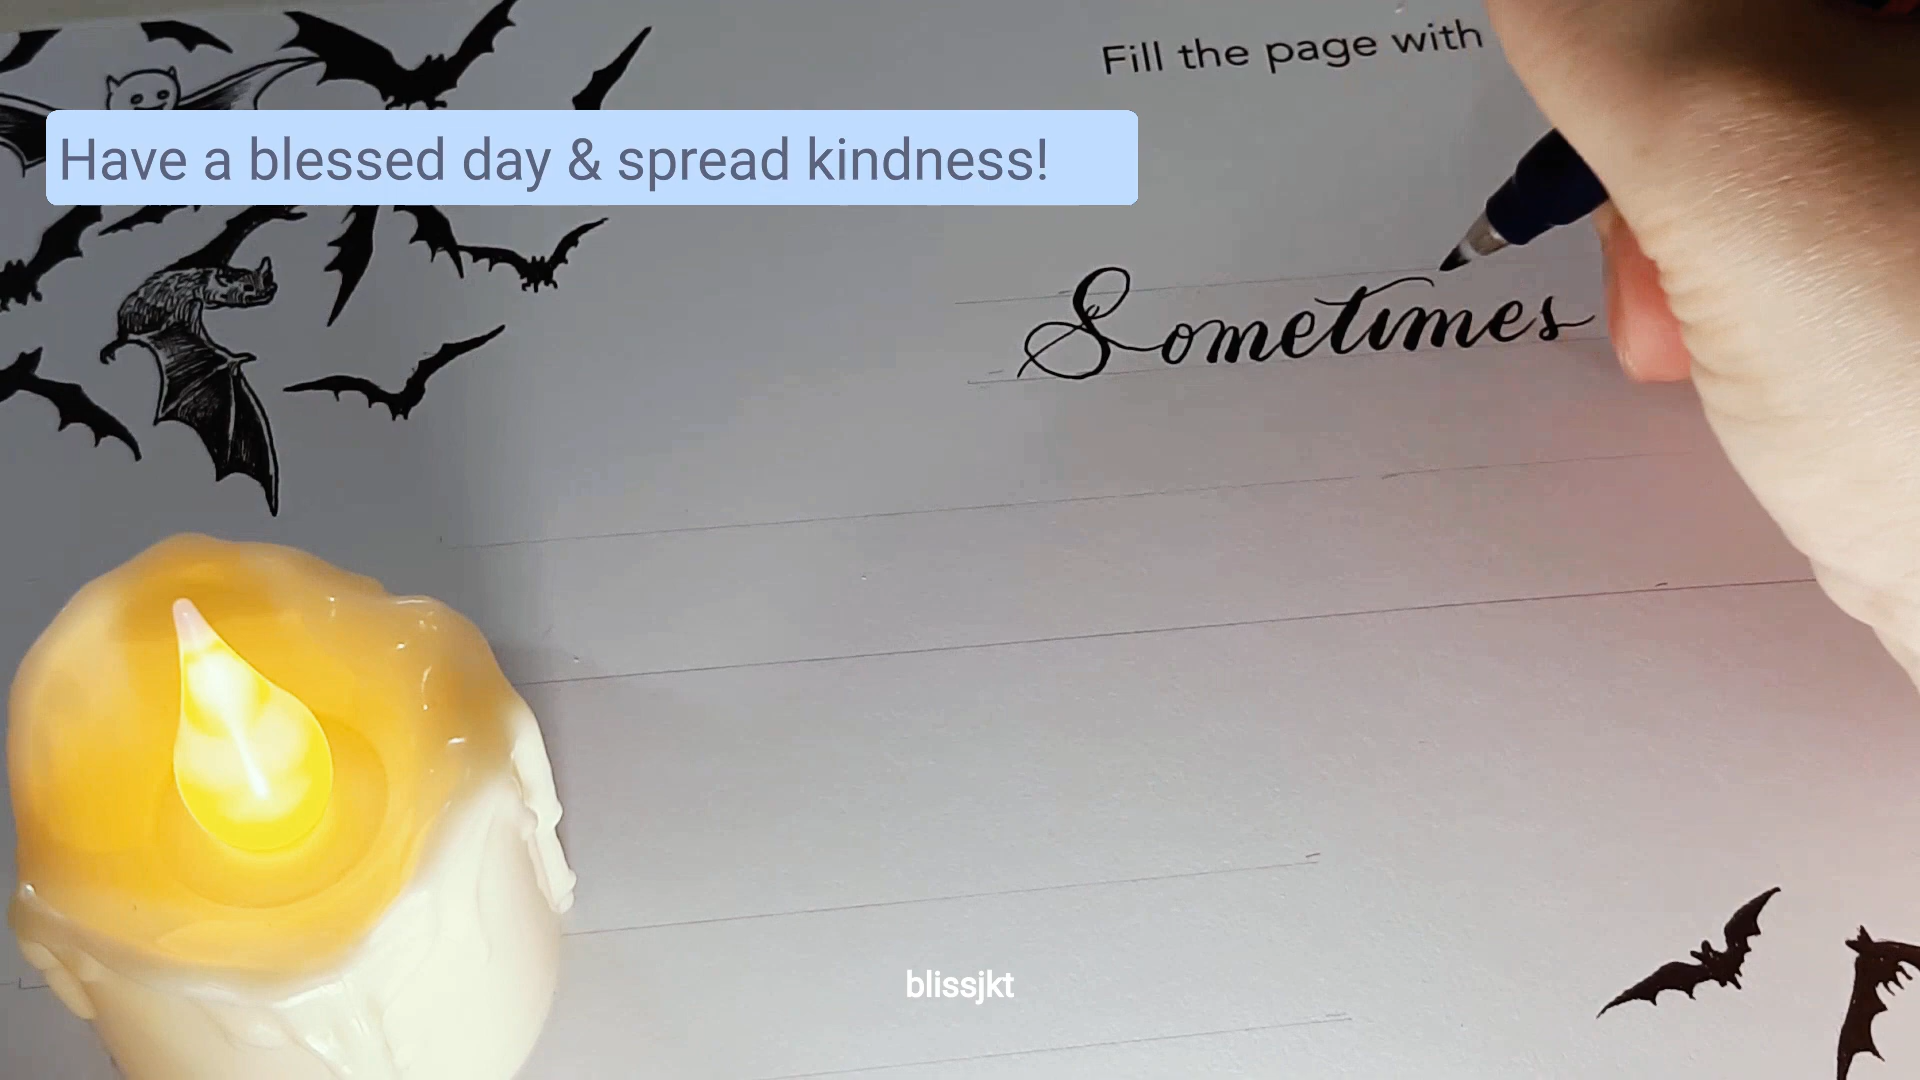 Fill the page with
Have a blessed day & spread kindness!
Sometimes
blissjkt